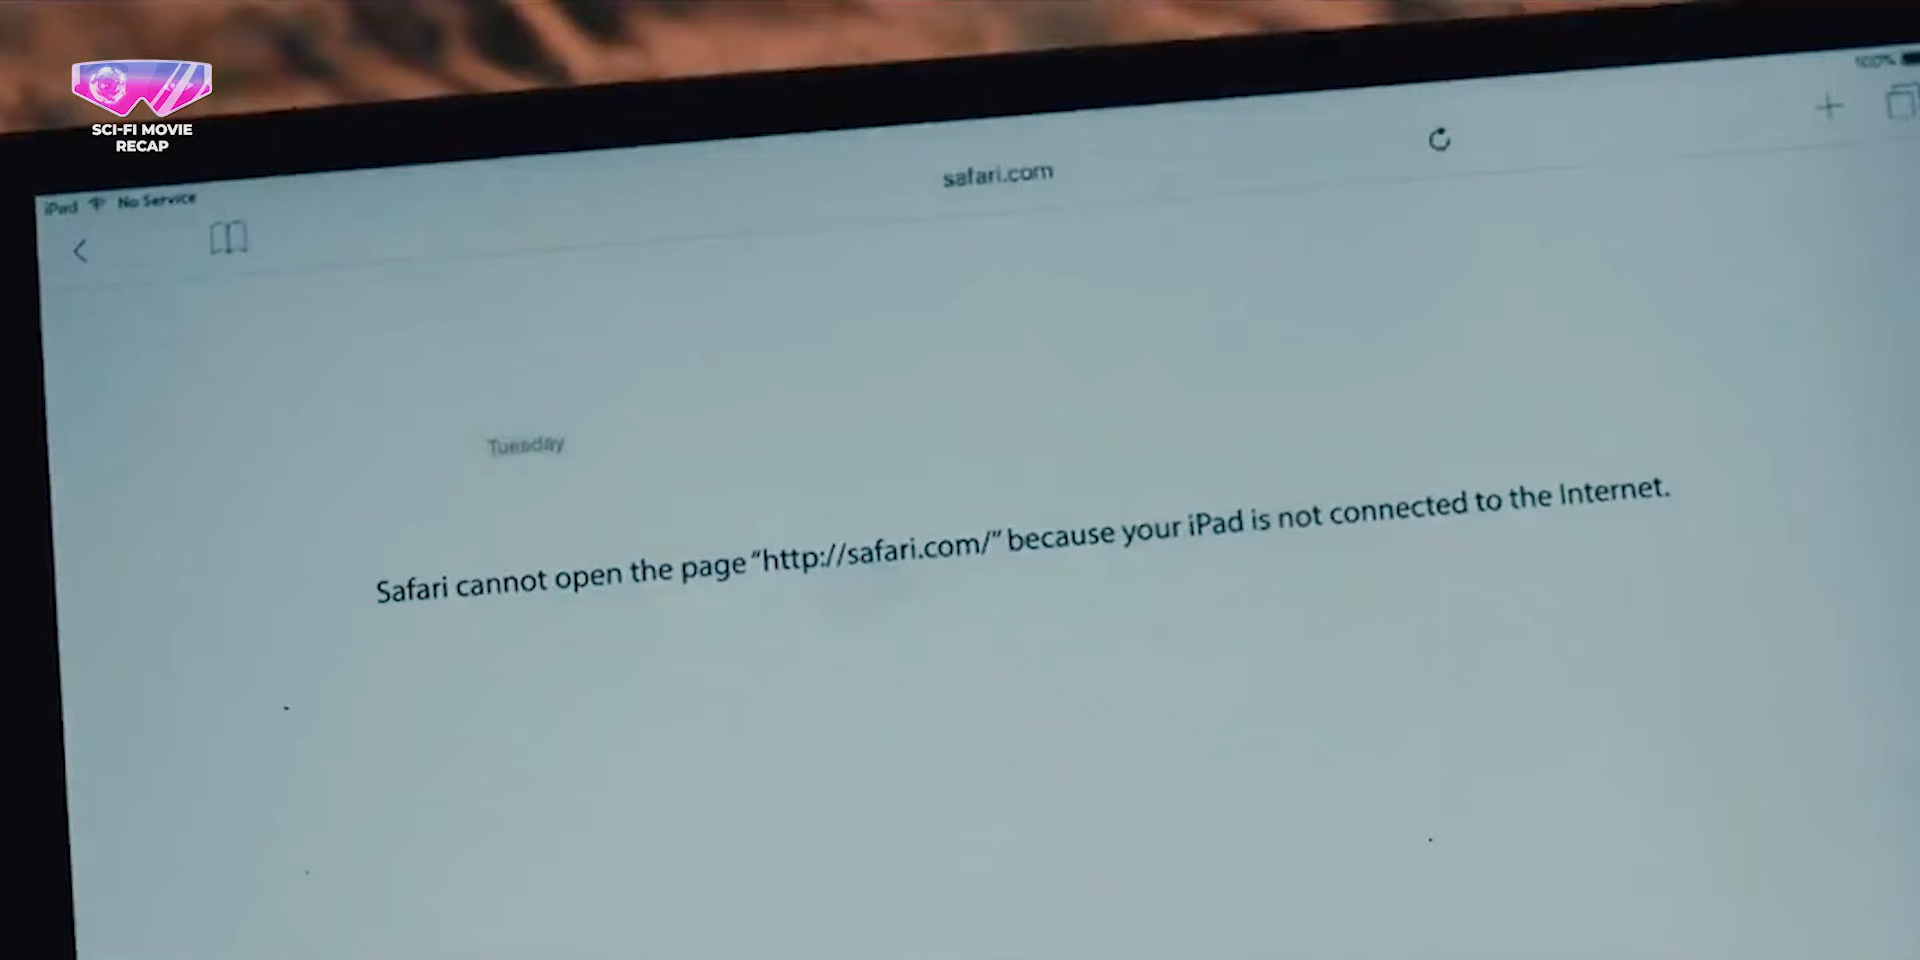 SCI-FI MOVIE
RECAP
100%
safari.com
iPad No Service
Tuesday
Safari cannot open the page “http://safari.com/” because your iPad is not connected to the Internet.